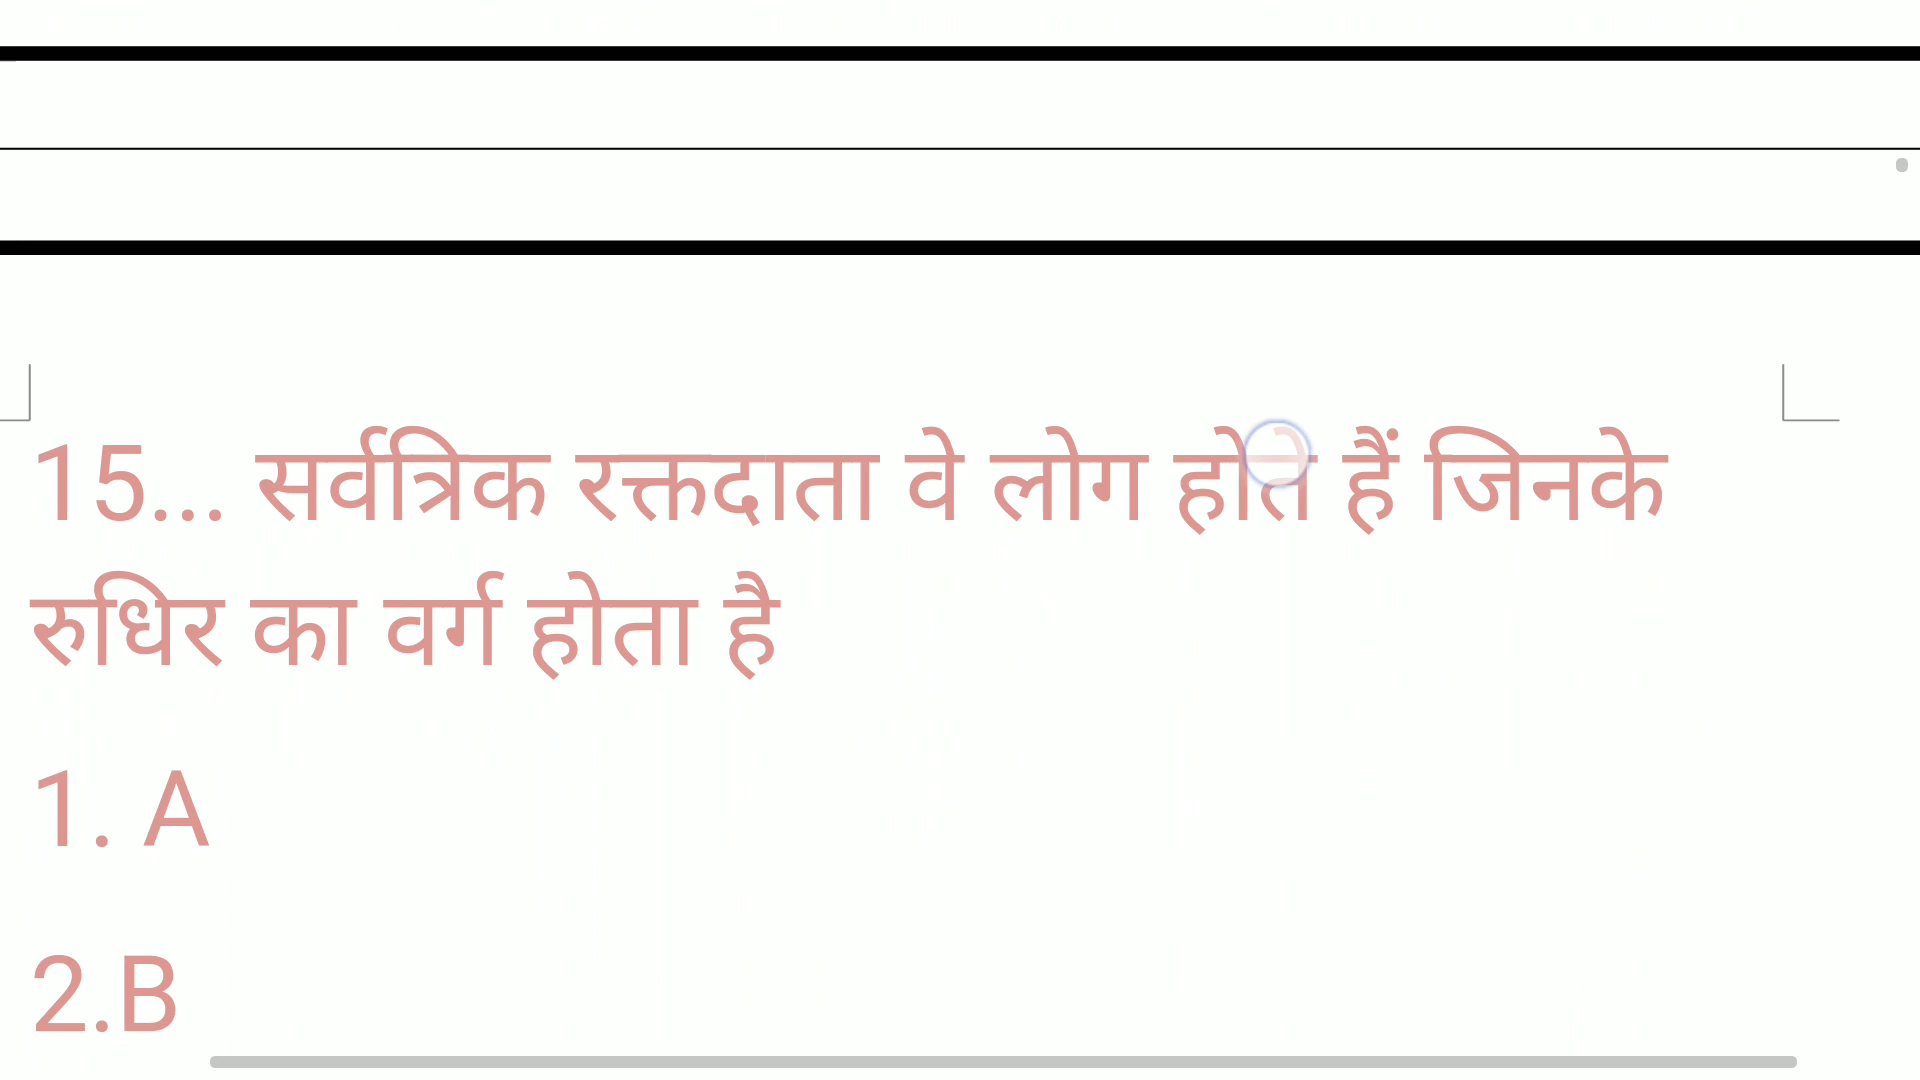 15... सर्वत्रिक रक्तदाता वे लोग होते हैं जिनके
रुधिर का वर्ग होता है
1. A
2.B